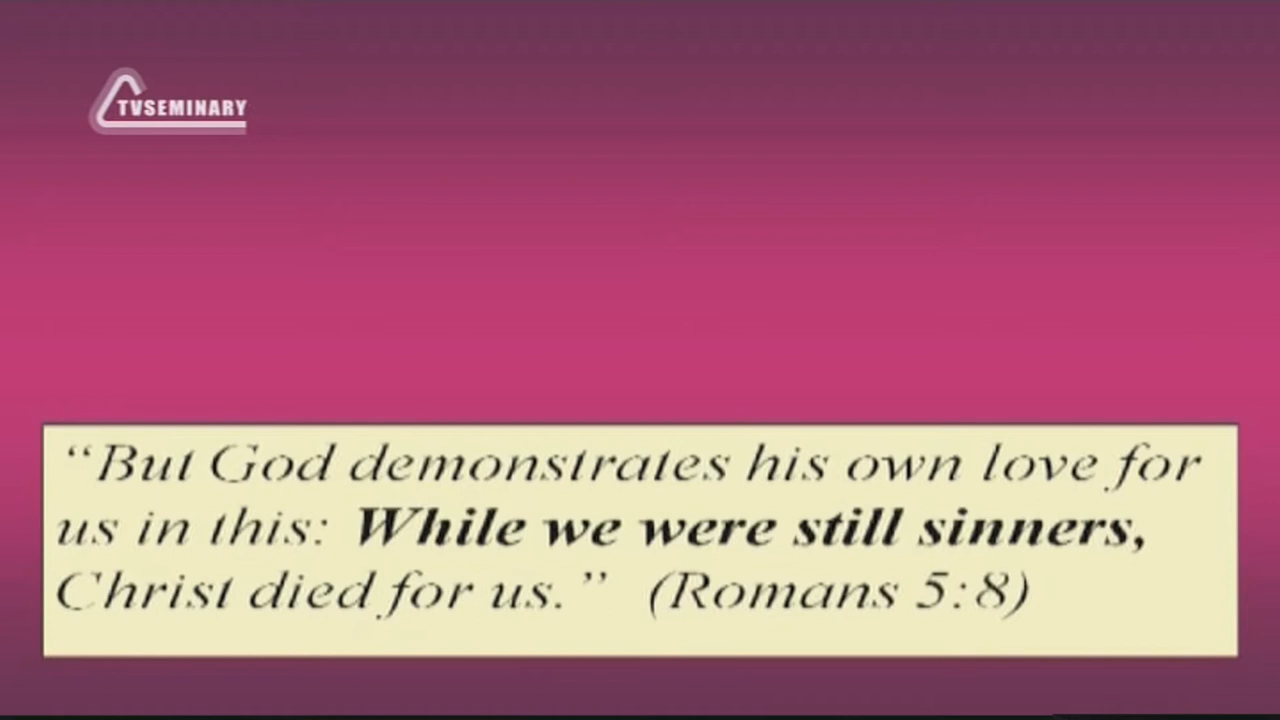 TVSEMINARY
“But God demonstrates his own love for
us in this: While we were still sinners,
Christ died for us.” (Romans 5:8)